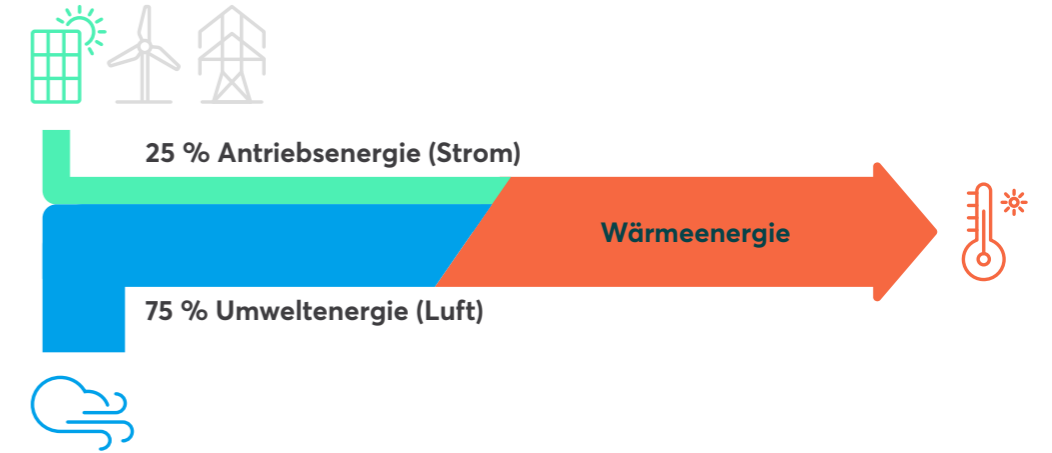 25 % Antriebsenergie (Strom)
Wärmeenergie
75 % Umweltenergie (Luft)